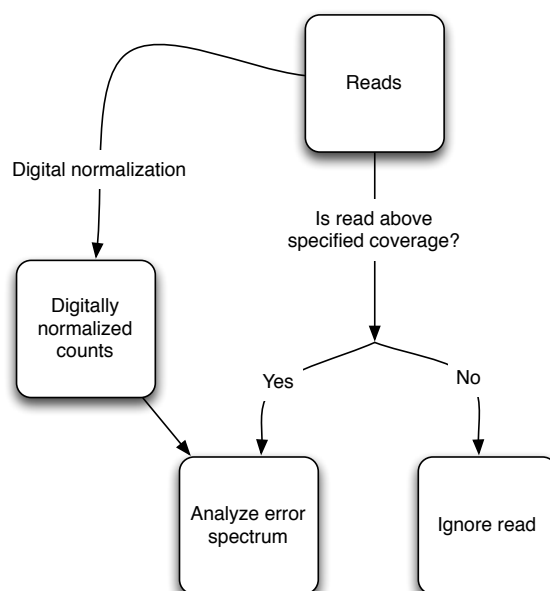 Reads
Digital normalization
Is read above
specified coverage?
Digitally
normalized
counts
Yes
No
Analyze error
spectrum
Ignore read